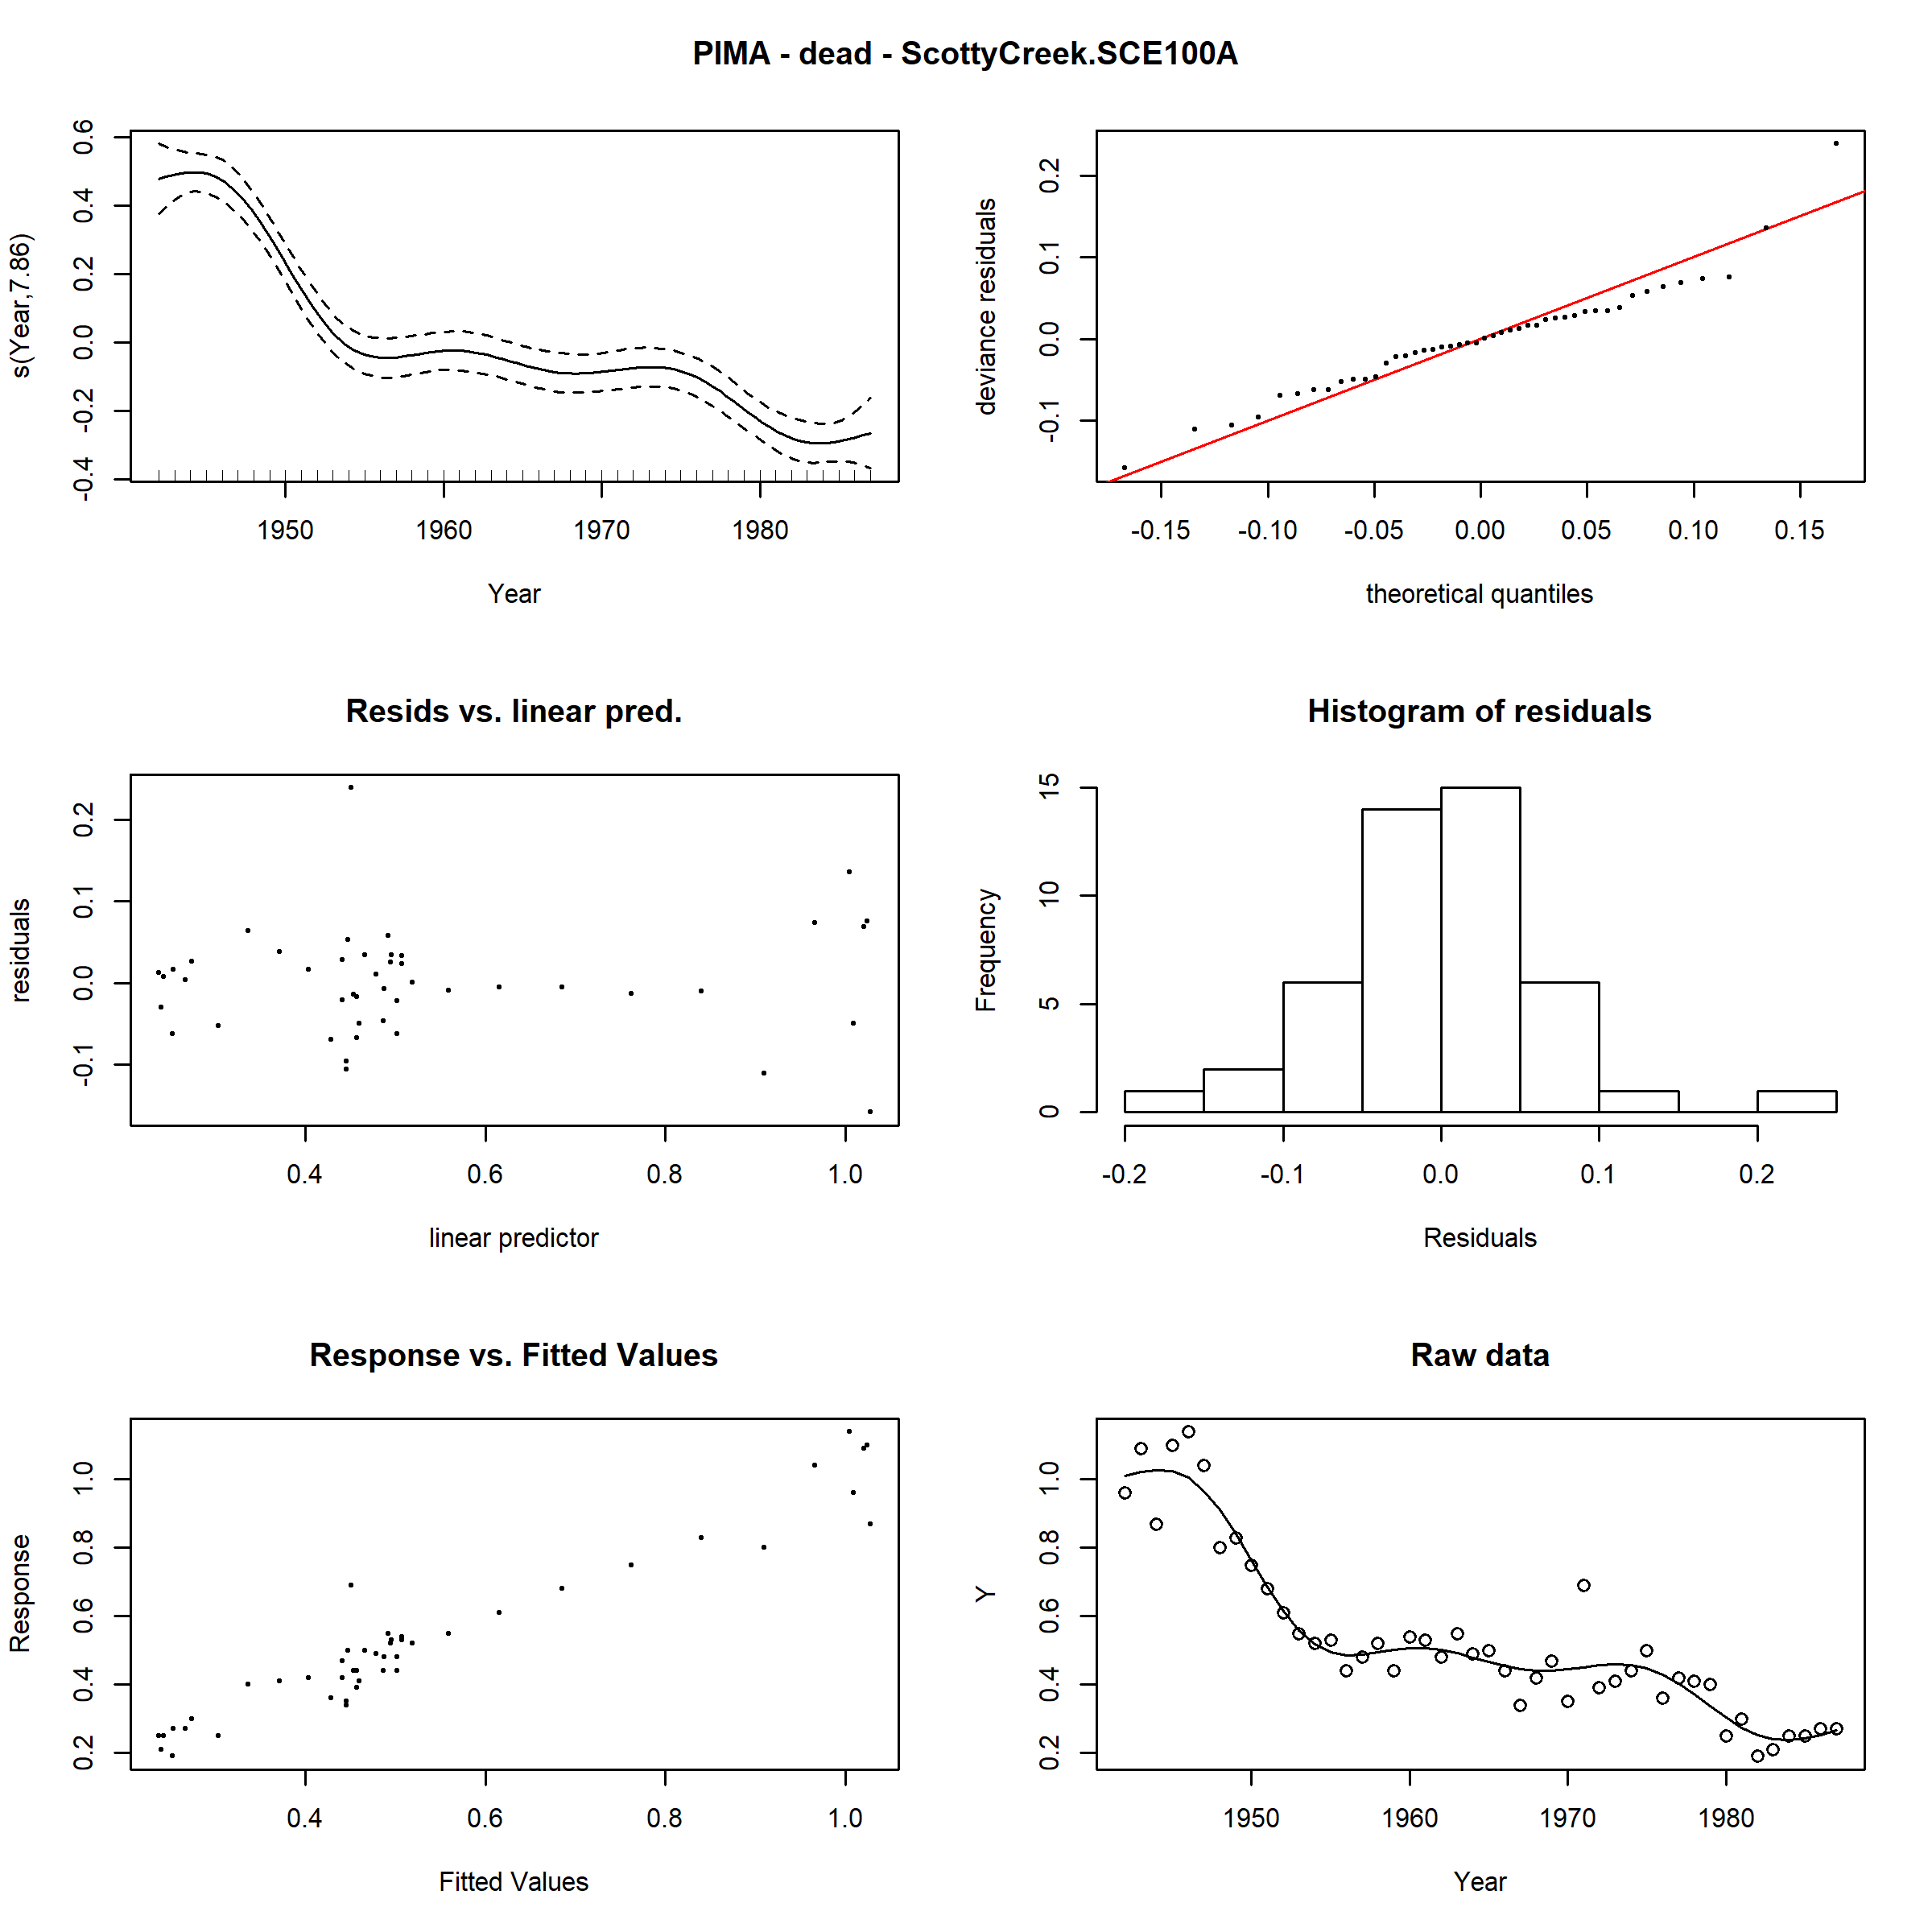 PIMA - dead - ScottyCreek.SCE100A
s(Year,7.86)
-0.4 -0.2 0.0 0.2 0.4 0.6
1950 1960 1970 1980
Year
deviance residuals
-0.1 0.0 0.1 0.2
-0.15 -0.10 -0.05 0.00 0.05 0.10 0.15
theoretical quantiles
Resids vs. linear pred.
residuals
-0.1 0.0 0.1 0.2
0.4 0.6 0.8 1.0
linear predictor
Histogram of residuals
Frequency
0 5 10 15
-0.2 -0.1 0.0 0.1 0.2
Residuals
Response vs. Fitted Values
Response
0.2 0.4 0.6 0.8 1.0
0.4 0.6 0.8 1.0
Fitted Values
Raw data
Y
0.2 0.4 0.6 0.8 1.0
1950 1960 1970 1980
Year